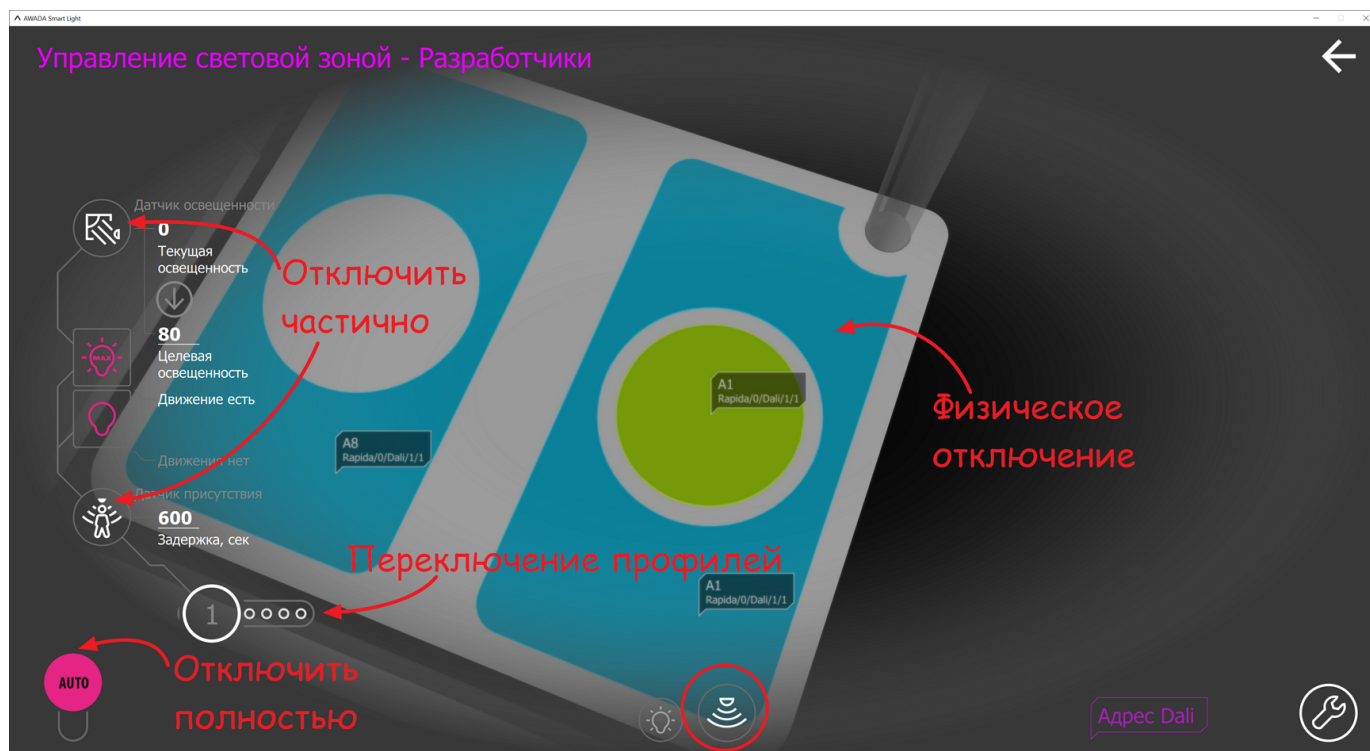 AWADA Smart Light
Управление световой зоной - Разработчики
Датчик освещенности
0
Текущая
освещенность
Отключить
частично
80
Целевая
освещенность
MAX
Движение есть
A1
Rapida/0/Dali/1/1
Физическое
отключение
A8
Rapida/0/Dali/1/1
Движения нет
Датчик присутствия
600
Задержка, сек
Переключение профилей
A1
Rapida/0/Dali/1/1
1
Отключить
полностью
AUTO
Адрес Dali